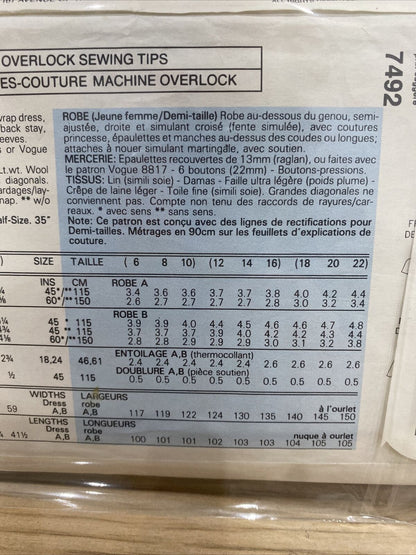 OVERLOCK SEWING TIPS
ES-COUTURE MACHINE OVERLOCK
7492
wrap dress,
back stay,
eeves.
s or Vogue
Lt.wt. Wool
diagonals.
ardages/lay-
nap. ** w/o
alf-Size. 35"
ROBE (Jeune femme/Demi-taille) Robe au-dessous du genou, semi-
ajustée, droite et simulant croisé (fente simulée), avec coutures
princesse, épaulettes et manches au-dessus des coudes ou longues;
attaches à nouer simulant martingale, avec soutien.
MERCERIE: Epaulettes recouvertes de 13mm (raglan), ou faites avec
le patron Vogue 8817 - 6 boutons (22mm) - Boutons-pressions.
TISSUS: Lin (simili soie) - Damas - Faille ultra légère (poids plume) -
Crêpe de laine léger - Toile fine (simili soie). Grandes diagonales ne
conviennent pas. Compte non tenu des raccords de rayures/car-
reaux. * avec sens ** sans sens.
Note: Ce patron est conçu avec des lignes de rectifications pour
Demi-tailles. Métrages en 90cm sur les feuillets d'explications de
couture.
) SIZE TAILLE ( 6 8 10) (12 14 16) (18 20 22)
INS CM ROBE A
45*/** 115 3.4 3.6 3.6 3.7 3.7 3.8 4.0 4.2 4.4
60*/** 150 2.6 2.7 2.7 2.7 2.7 2.8 3.0 3.2 3.4
ROBE B
45 * 115 3.9 3.9 4.0 4.4 4.5 4.6 4.6 4.7 4.8
45 ** 115 3.7 3.7 3.7 3.9 4.0 4.2 4.2 4.3 4.4
60*/** 150 2.8 2.8 2.9 2.9 2.9 3.0 3.1 3.2 3.8
ENTOILAGE A,B (thermocollant)
2¾ 18,24 46,61 2.4 2.4 2.4 2.4 2.4 2.6 2.6 2.6 2.6
DOUBLURE A,B (pièce soutien)
½ 45 115 0.5 0.5 0.5 0.5 0.5 0.5 0.5 0.5 0.5
WIDTHS LARGEURS
Dress robe à l'ourlet
59 A,B A,B 117 119 122 124 130 135 140 145 150
LENGTHS LONGUEURS
Dress robe nuque à ourlet
41½ A,B A,B 100 101 102 102 103 103 104 105 105